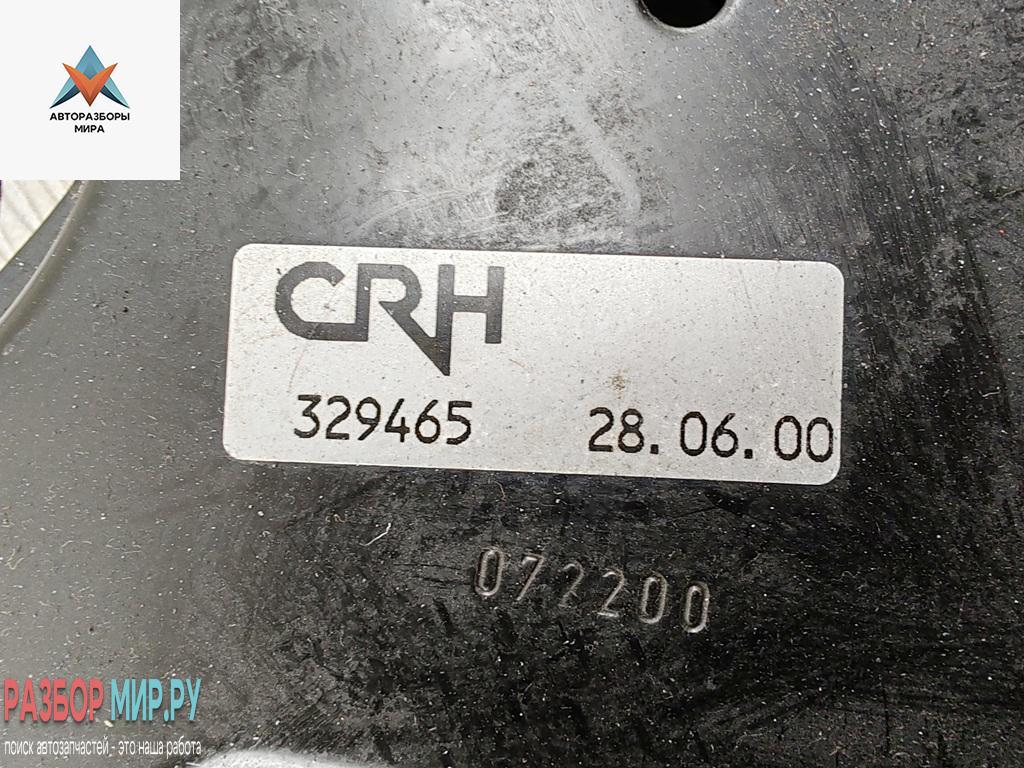 АВТОРАЗБОРЫ
МИРА
CRH
329465 28.06.00
072200
РАЗБОР МИР.РУ
поиск автозапчастей - это наша работа